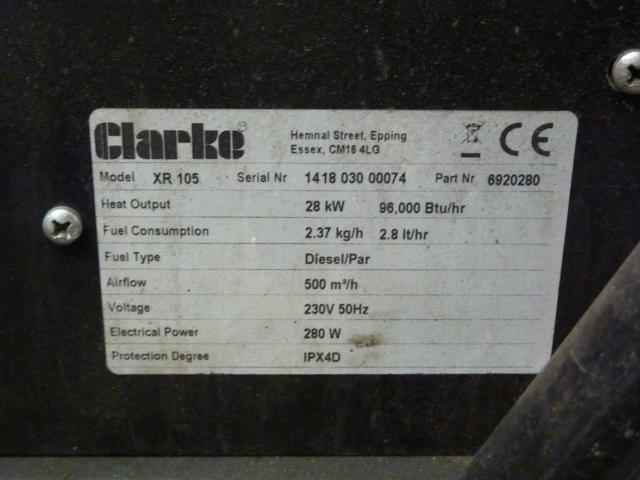 Clarke®
Hemnal Street, Epping
Essex, CM16 4LG
CE
Model XR 105 Serial Nr 1418 030 00074 Part Nr 6920280
Heat Output 28 kW 96,000 Btu/hr
Fuel Consumption 2.37 kg/h 2.8 lt/hr
Fuel Type Diesel/Par
Airflow 500 m³/h
Voltage 230V 50Hz
Electrical Power 280 W
Protection Degree IPX4D